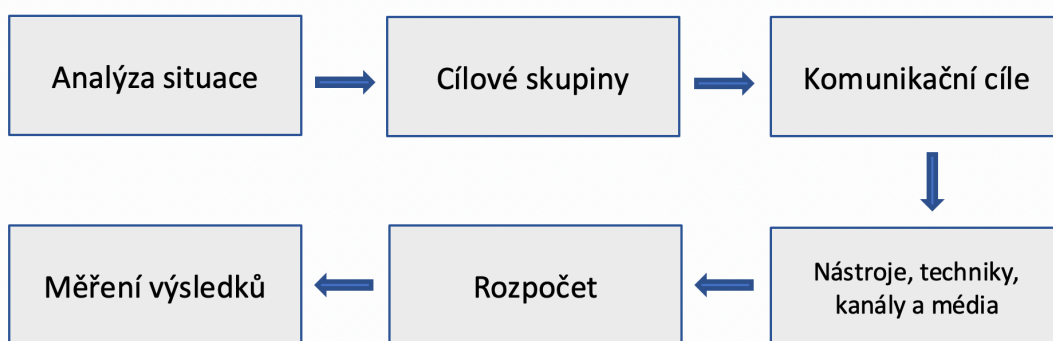 Analýza situace
Cílové skupiny
Komunikační cíle
Nástroje, techniky,
kanály a média
Rozpočet
Měření výsledků